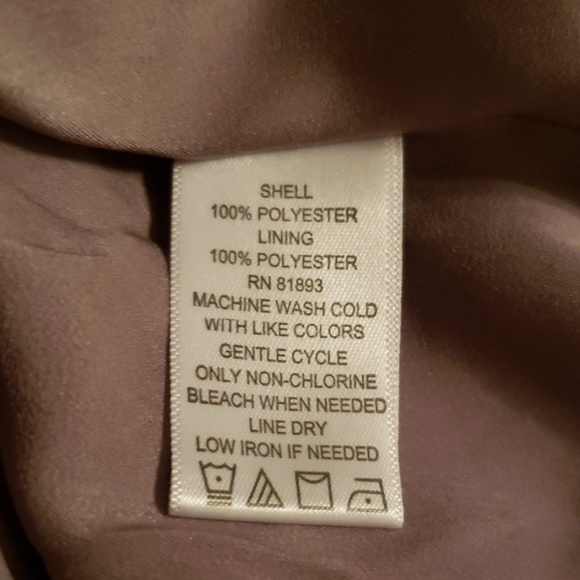 SHELL
100% POLYESTER
LINING
100% POLYESTER
RN 81893
MACHINE WASH COLD
WITH LIKE COLORS
GENTLE CYCLE
ONLY NON-CHLORINE
BLEACH WHEN NEEDED
LINE DRY
LOW IRON IF NEEDED